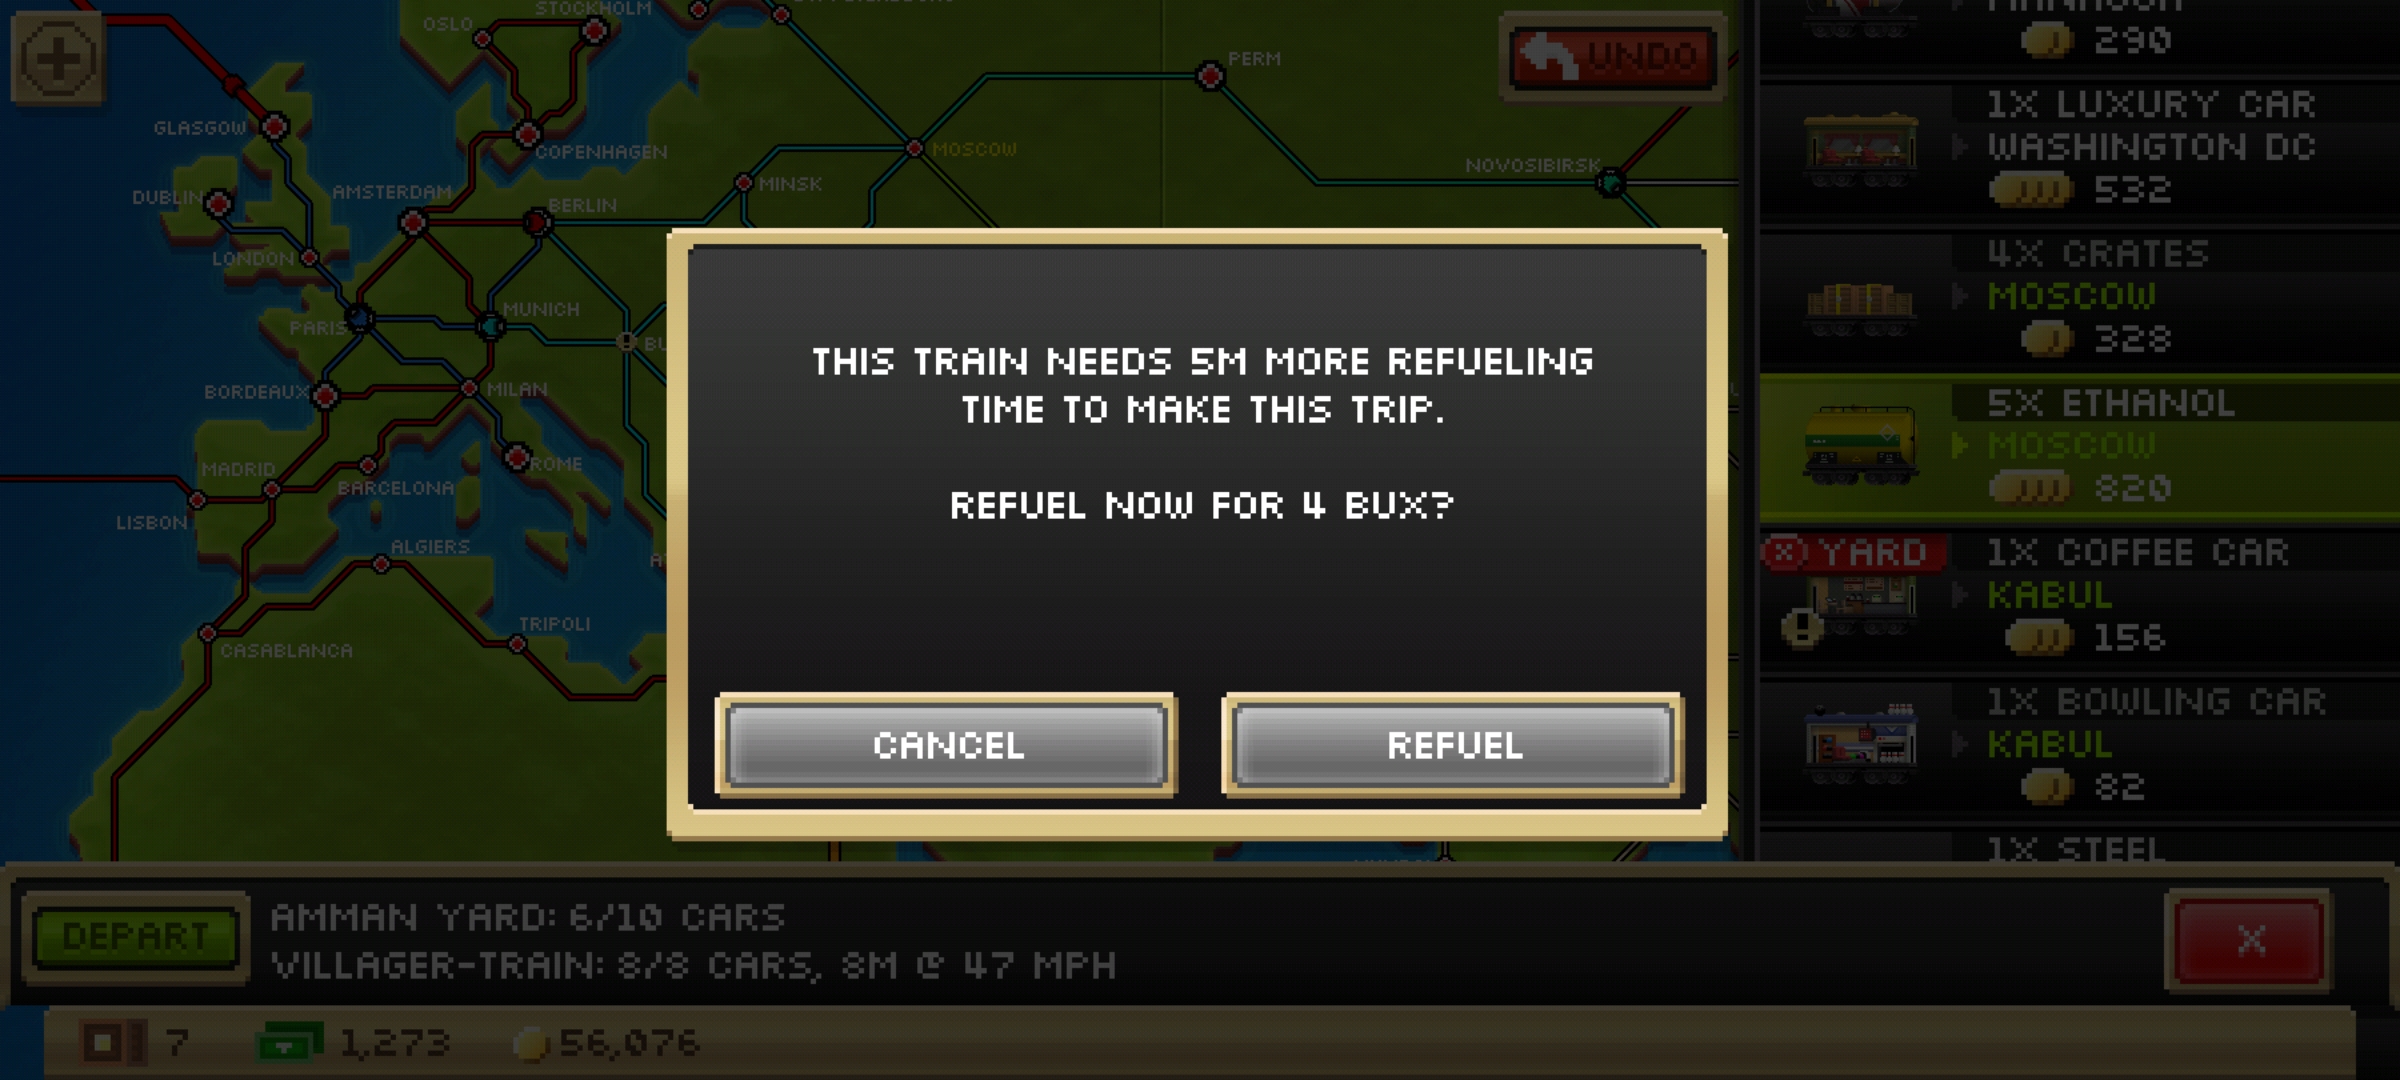 STOCKHOLM
OSLO
PERM
UNDO
290
GLASGOW
COPENHAGEN
MOSCOW
MINSK
NOVOSIBIRSK
1X LUXURY CAR
WASHINGTON DC
532
DUBLIN
AMSTERDAM
BERLIN
LONDON
4X CRATES
MOSCOW
328
PARIS
MUNICH
BU
BORDEAUX
MILAN
5X ETHANOL
MOSCOW
820
MADRID
BARCELONA
ROME
LISBON
ALGIERS
TRIPOLI
CASABLANCA
THIS TRAIN NEEDS 5M MORE REFUELING
TIME TO MAKE THIS TRIP.
REFUEL NOW FOR 4 BUX?
CANCEL
REFUEL
YARD
1X COFFEE CAR
KABUL
156
1X BOWLING CAR
KABUL
82
1X STEEL
DEPART
AMMAN YARD: 6/10 CARS
VILLAGER-TRAIN: 8/8 CARS, 8M @ 47 MPH
X
7
1,273
56,076